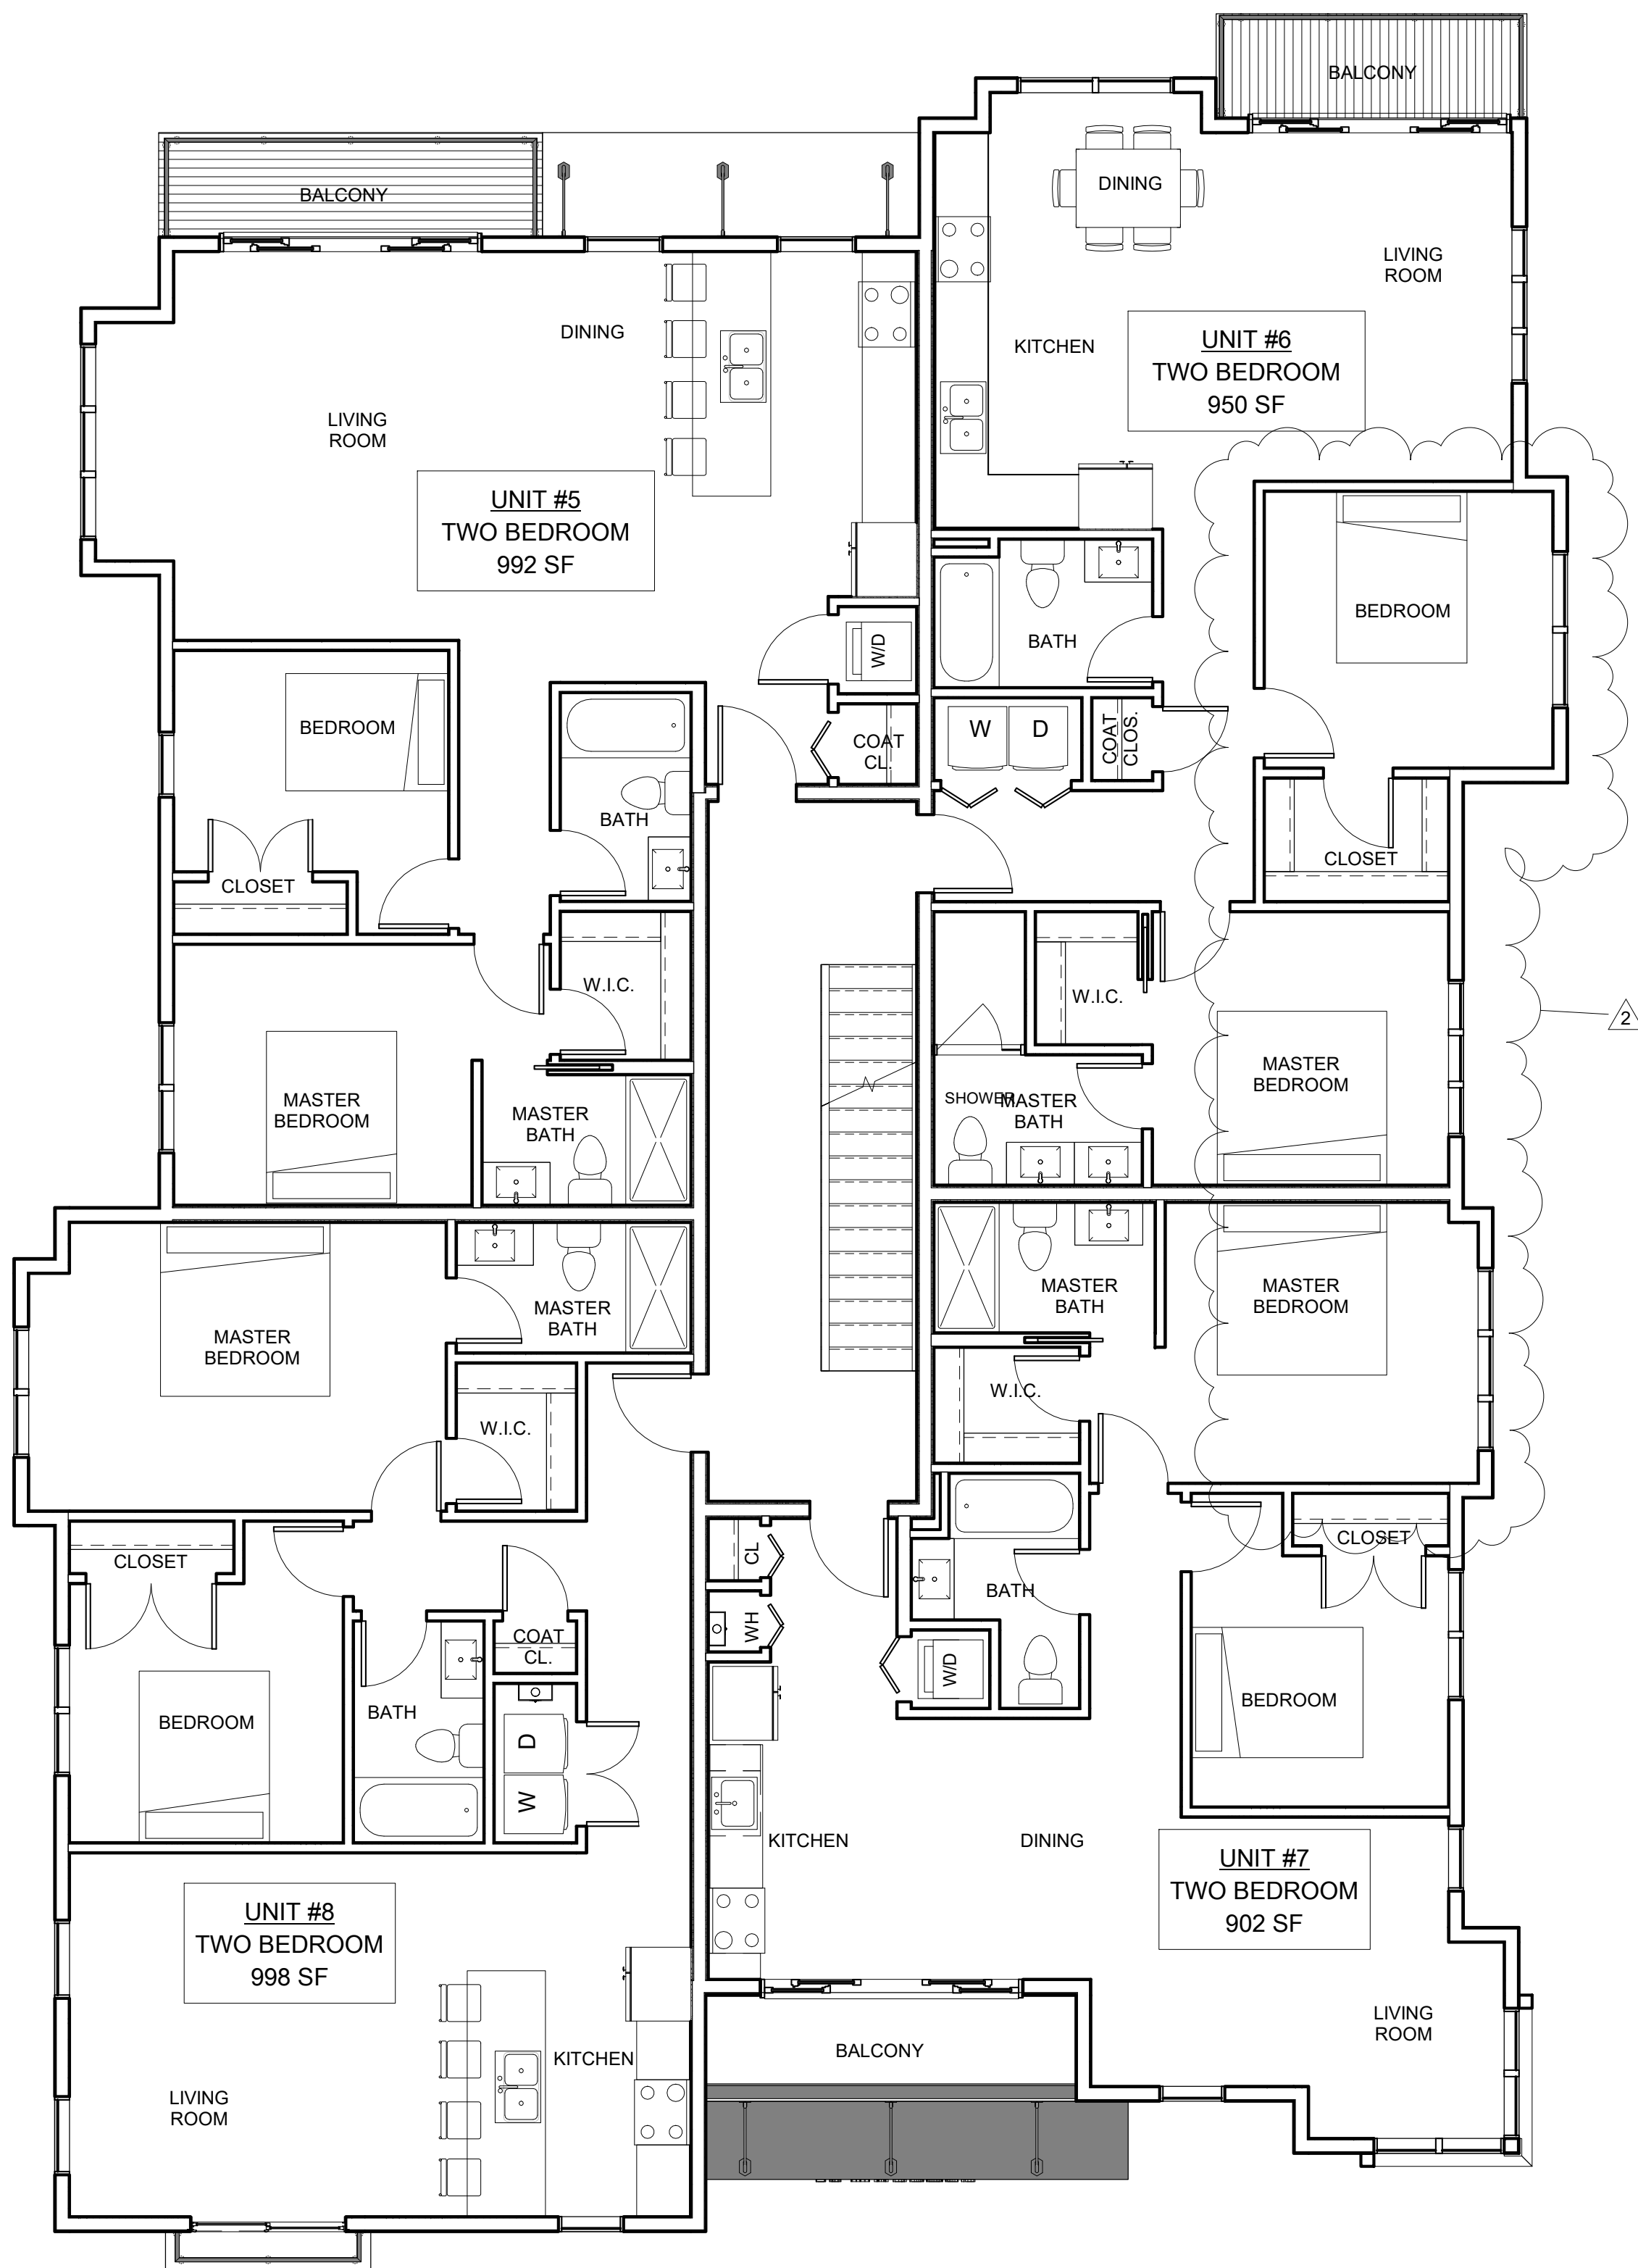 BALCONY
BALCONY
DINING
LIVING
ROOM
KITCHEN
UNIT #6
TWO BEDROOM
950 SF
DINING
LIVING
ROOM
UNIT #5
TWO BEDROOM
992 SF
BEDROOM
BATH
W/D
BEDROOM
COAT
CL.
W
D
COAT
CLOS.
BATH
CLOSET
CLOSET
W.I.C.
W.I.C.
2
MASTER
BEDROOM
MASTER
BATH
SHOWER
MASTER
BATH
MASTER
BEDROOM
MASTER
BEDROOM
MASTER
BATH
MASTER
BATH
MASTER
BEDROOM
W.I.C.
W.I.C.
CLOSET
CL
BATH
CLOSET
COAT
CL.
WH
W/D
BEDROOM
BATH
D
W
BEDROOM
KITCHEN
DINING
UNIT #7
TWO BEDROOM
902 SF
UNIT #8
TWO BEDROOM
998 SF
LIVING
ROOM
BALCONY
KITCHEN
LIVING
ROOM